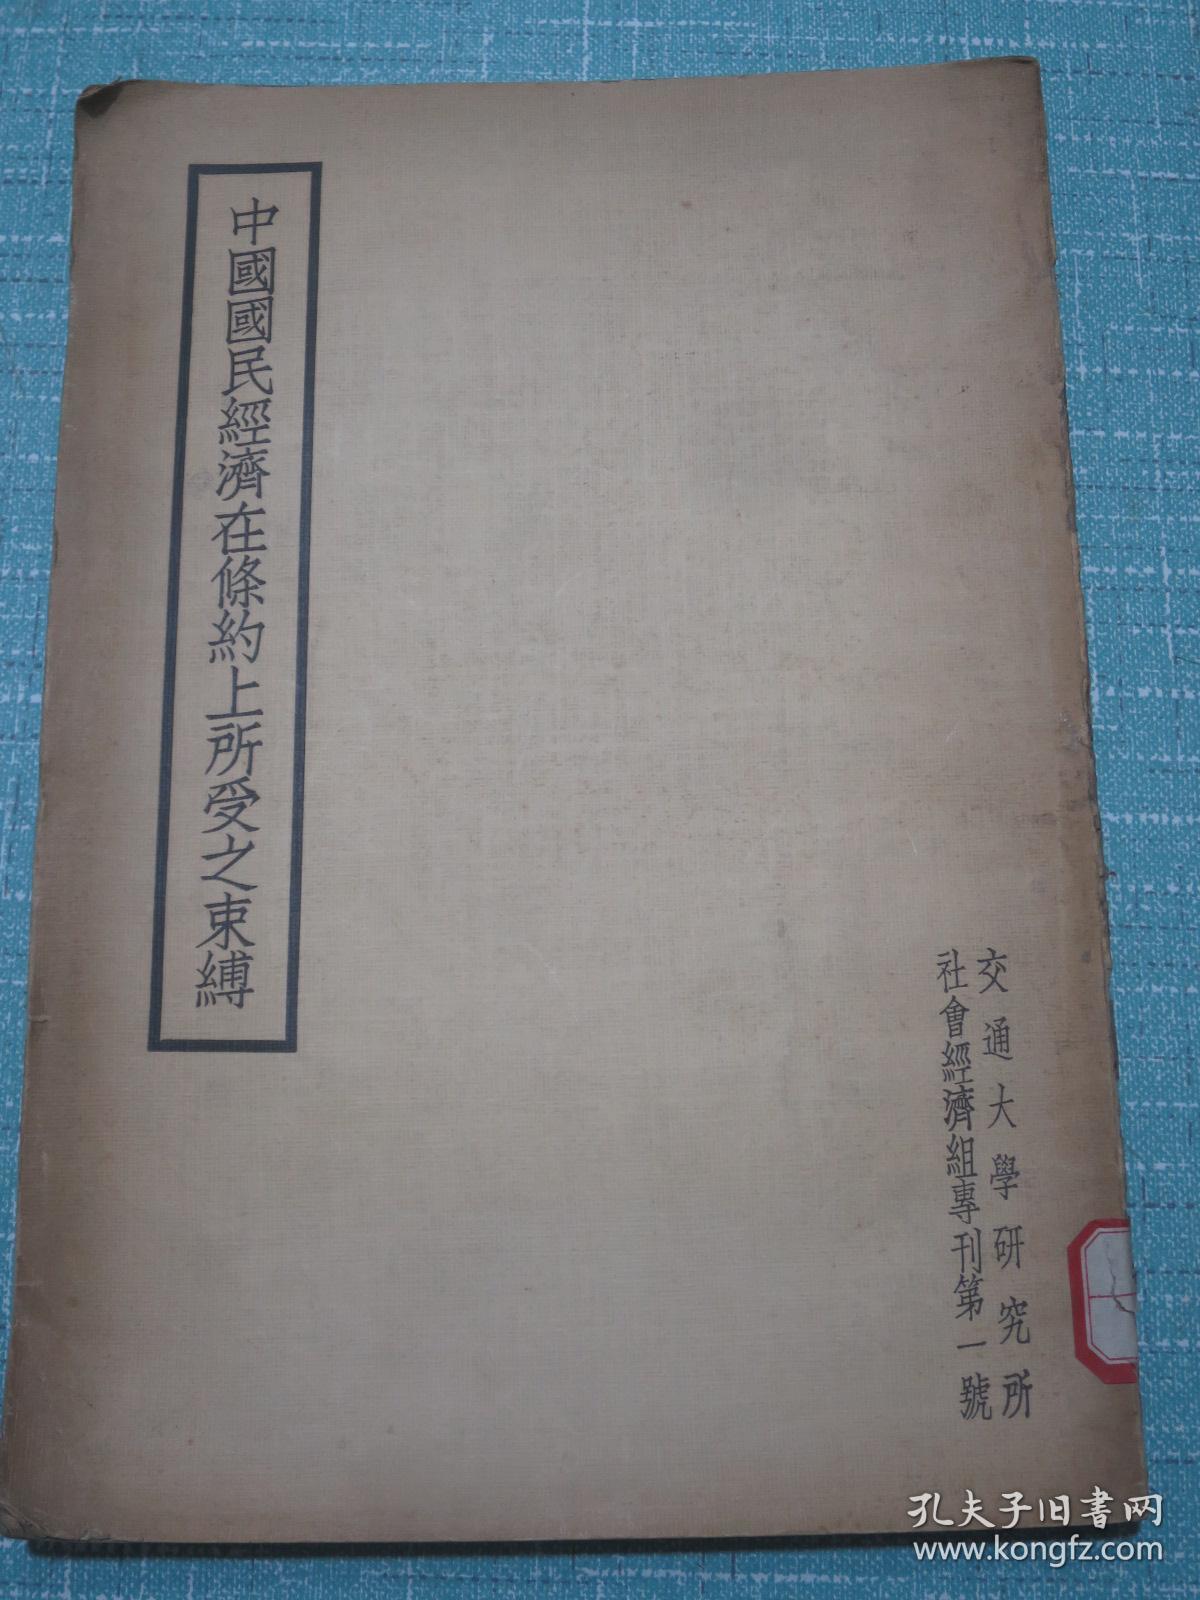 交通大學研究所
社會經濟組專刊第一號
中國國民經濟在條約上所受之束縛
孔夫子旧书网
www.kongfz.com